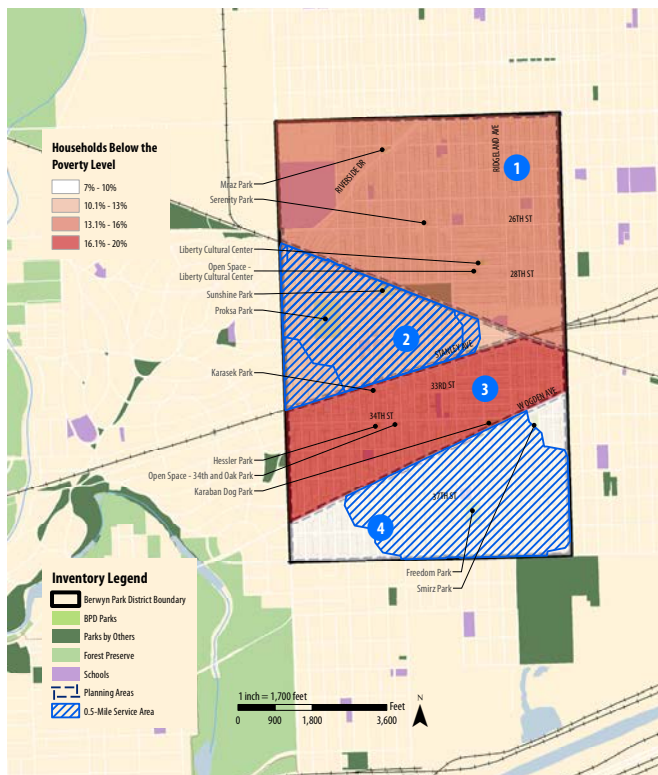 Households Below the
Poverty Level
7% - 10%
10.1% - 13%
13.1% - 16%
16.1% - 20%
Mraz Park
Serenity Park
Liberty Cultural Center
Open Space -
Liberty Cultural Center
Sunshine Park
Proksa Park
Karasek Park
Hessler Park
Open Space - 34th and Oak Park
Karaban Dog Park
Freedom Park
Smirz Park
RIVERSIDE DR
RIDGELAND AVE
1
26TH ST
28TH ST
2
STANLEY AVE
33RD ST
3
34TH ST
W OGDEN AVE
37TH ST
4
Inventory Legend
Berwyn Park District Boundary
BPD Parks
Parks by Others
Forest Preserve
Schools
Planning Areas
0.5-Mile Service Area
1 inch = 1,700 feet
Feet
0 900 1,800 3,600
N